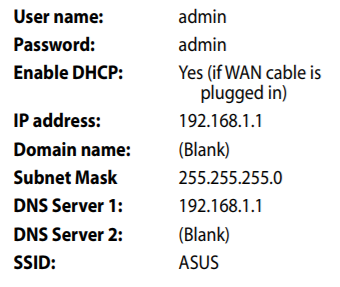 User name: admin
Password: admin
Enable DHCP: Yes (if WAN cable is
plugged in)
IP address: 192.168.1.1
Domain name: (Blank)
Subnet Mask 255.255.255.0
DNS Server 1: 192.168.1.1
DNS Server 2: (Blank)
SSID: ASUS